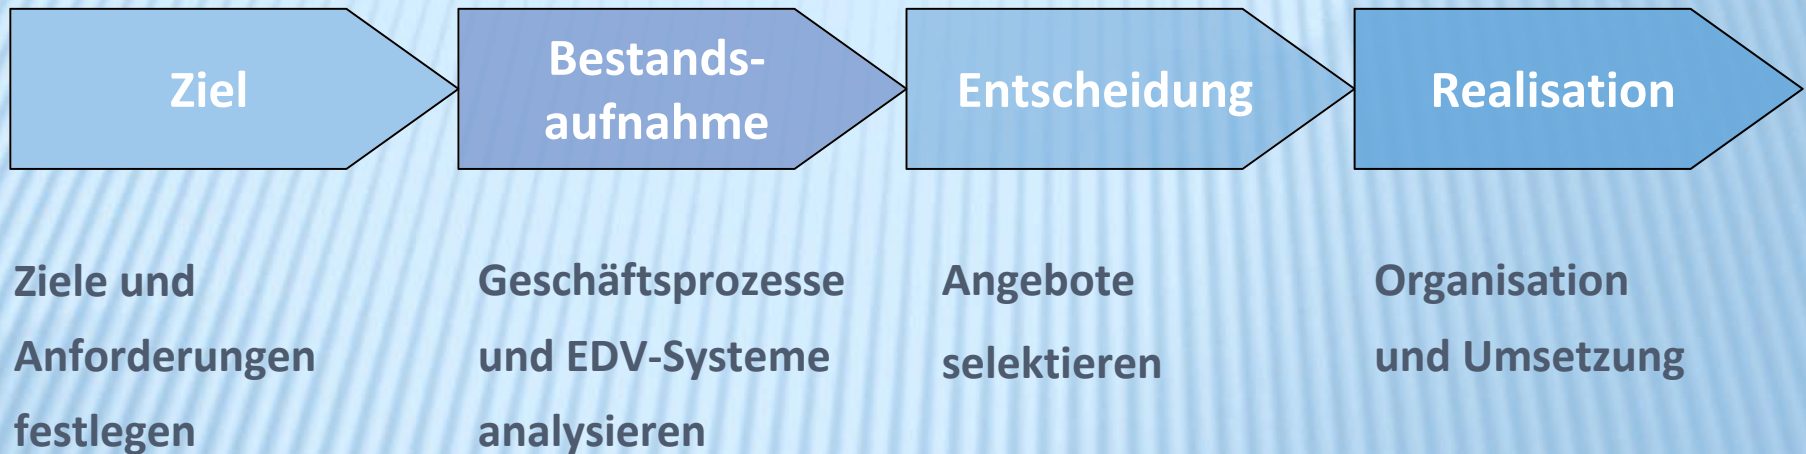 Ziel
Bestands-
aufnahme
Entscheidung
Realisation
Ziele und
Anforderungen
festlegen
Geschäftsprozesse
und EDV-Systeme
analysieren
Angebote
selektieren
Organisation
und Umsetzung